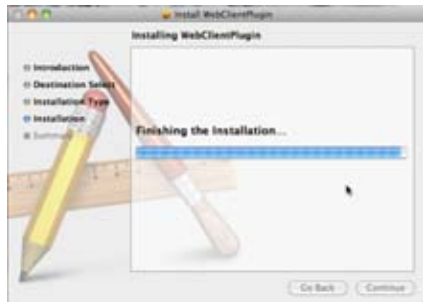 Install WebClientPlugin
Installing WebClientPlugin
Introduction
Destination Select
Installation Type
Installation
Summary
Finishing the Installation...
Go Back
Continue